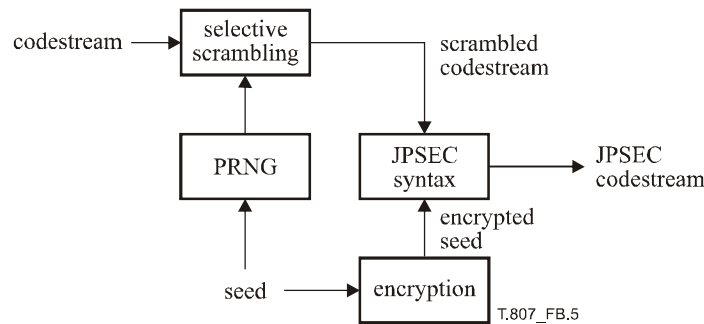 codestream
selective
scrambling
scrambled
codestream
PRNG
JPSEC
syntax
JPSEC
codestream
encrypted
seed
seed
encryption
T.807_FB.5